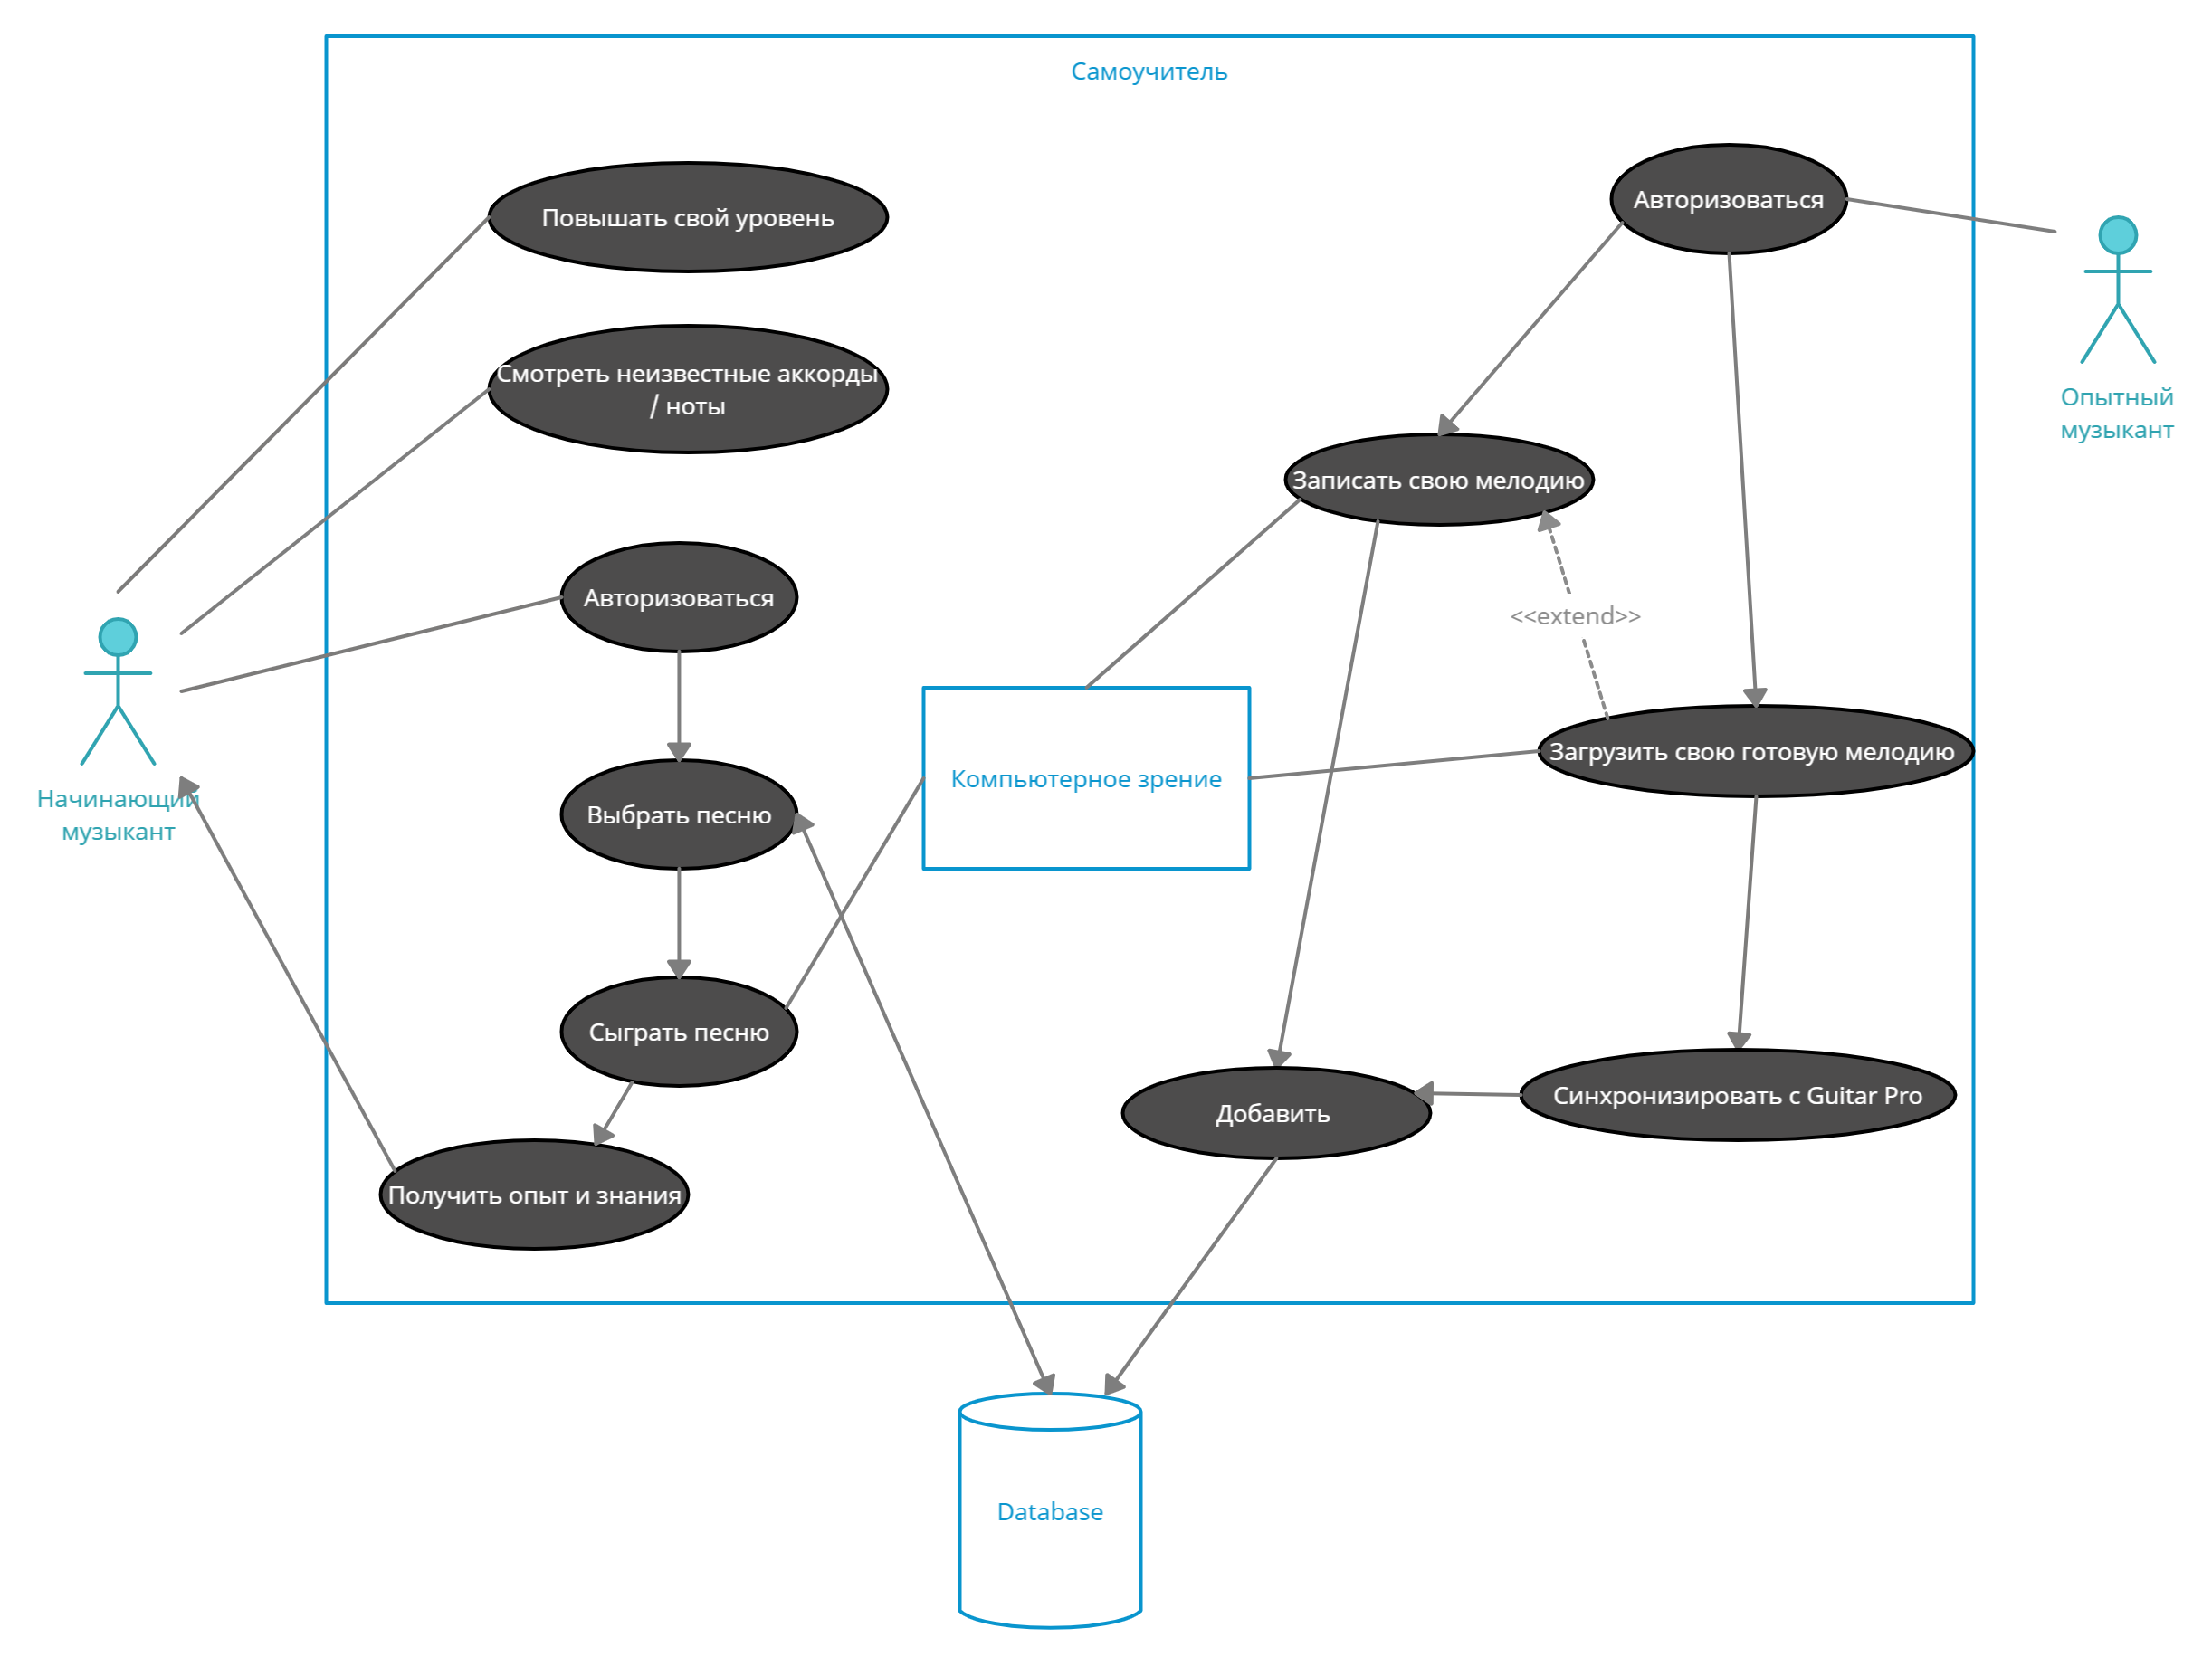 Самоучитель
Авторизоваться
Повышать свой уровень
Смотреть неизвестные аккорды
/ ноты
Опытный
музыкант
Записать свою мелодию
Авторизоваться
<<extend>>
Загрузить свою готовую мелодию
Компьютерное зрение
Начинающий
музыкант
Выбрать песню
Сыграть песню
Синхронизировать с Guitar Pro
Добавить
Получить опыт и знания
Database